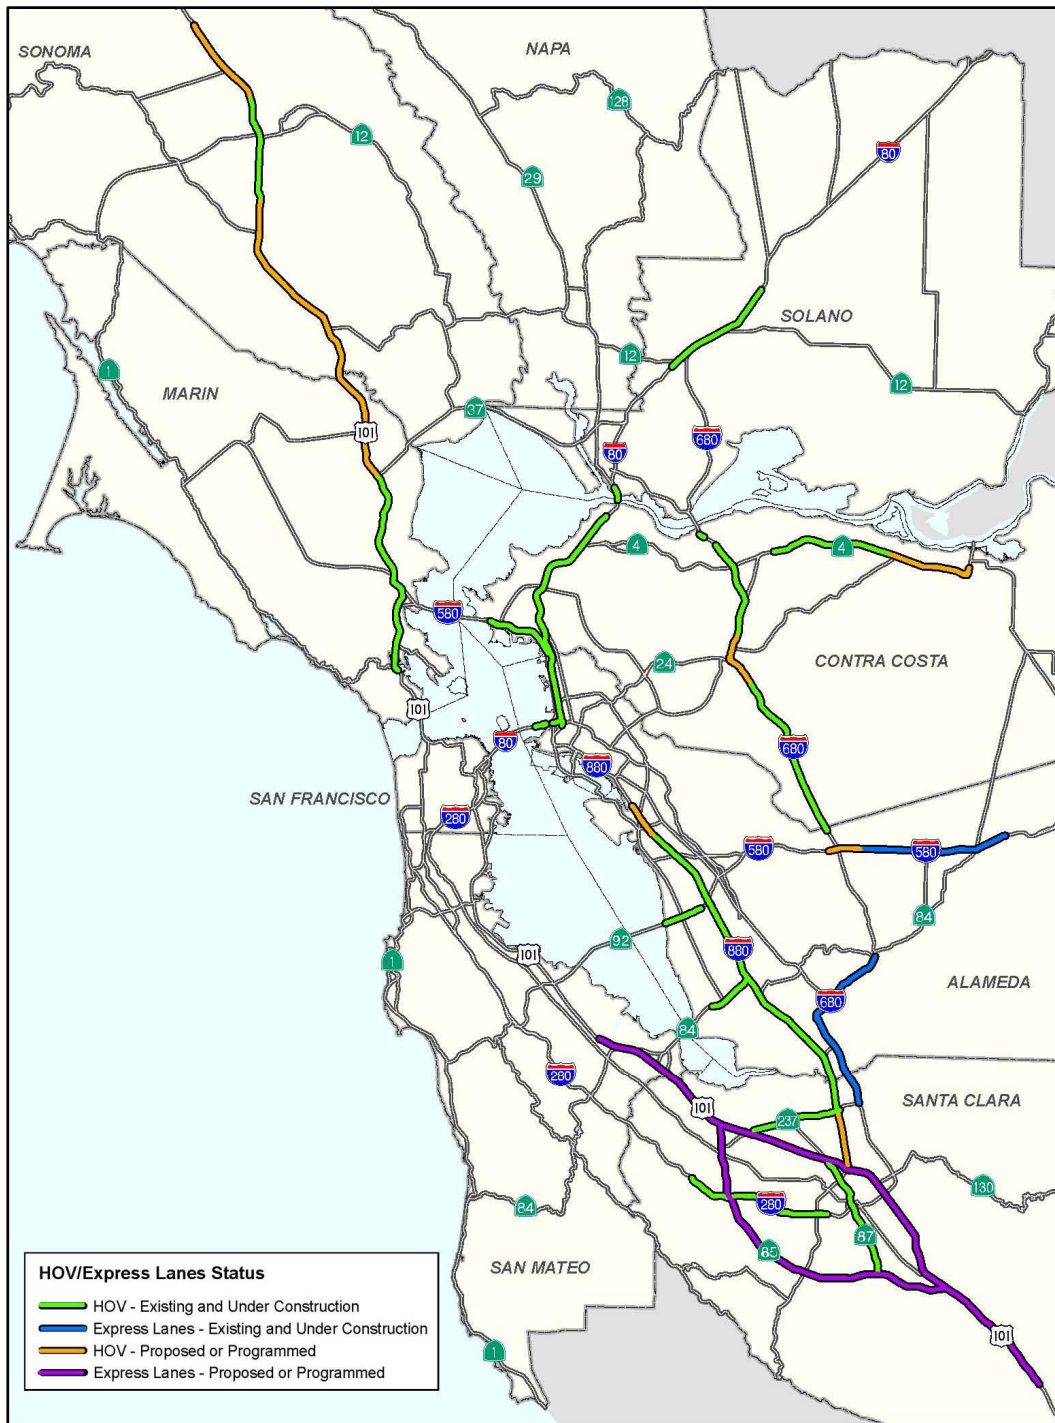 SONOMA
NAPA
128
12
80
29
SOLANO
12
1
12
MARIN
37
101
680
80
4
4
580
24
CONTRA COSTA
101
80
680
880
SAN FRANCISCO
280
580
580
84
92
880
101
1
ALAMEDA
680
84
280
SANTA CLARA
101
237
130
280
84
87
85
SAN MATEO
101
1
HOV/Express Lanes Status
HOV - Existing and Under Construction
Express Lanes - Existing and Under Construction
HOV - Proposed or Programmed
Express Lanes - Proposed or Programmed